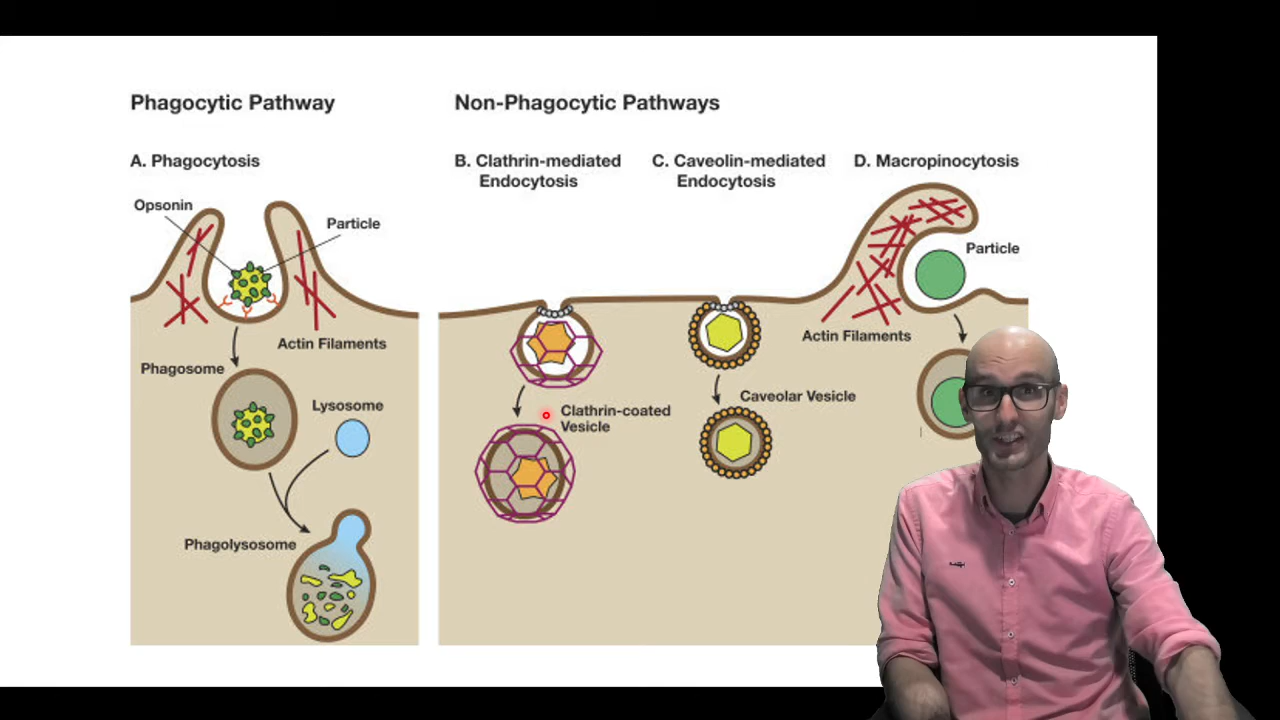 Phagocytic Pathway
Non-Phagocytic Pathways
A. Phagocytosis
B. Clathrin-mediated
Endocytosis
C. Caveolin-mediated
Endocytosis
D. Macropinocytosis
Opsonin
Particle
Actin Filaments
Phagosome
Lysosome
Phagolysosome
Clathrin-coated
Vesicle
Caveolar Vesicle
Particle
Actin Filaments